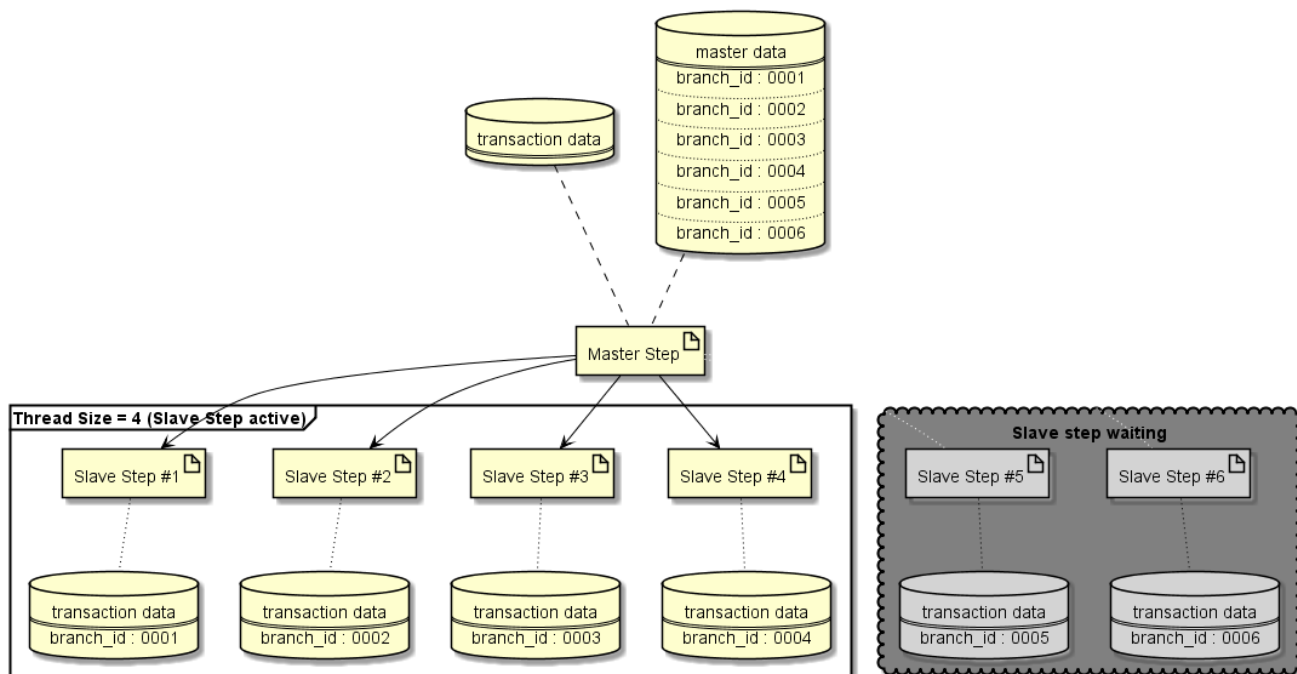 master data
branch_id : 0001
branch_id : 0002
transaction data
branch_id : 0003
branch_id : 0004
branch_id : 0005
branch_id : 0006
Master Step
Thread Size = 4 (Slave Step active)
Slave step waiting
Slave Step #1
Slave Step #2
Slave Step #3
Slave Step #4
Slave Step #5
Slave Step #6
transaction data
branch_id : 0001
transaction data
branch_id : 0002
transaction data
branch_id : 0003
transaction data
branch_id : 0004
transaction data
branch_id : 0005
transaction data
branch_id : 0006